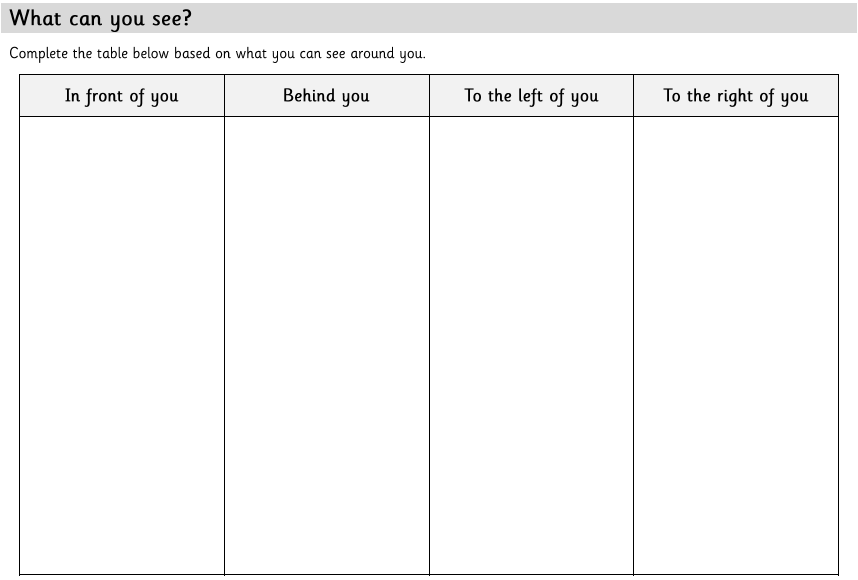 What can you see?
Complete the table below based on what you can see around you.
In front of you
Behind you
To the left of you
To the right of you